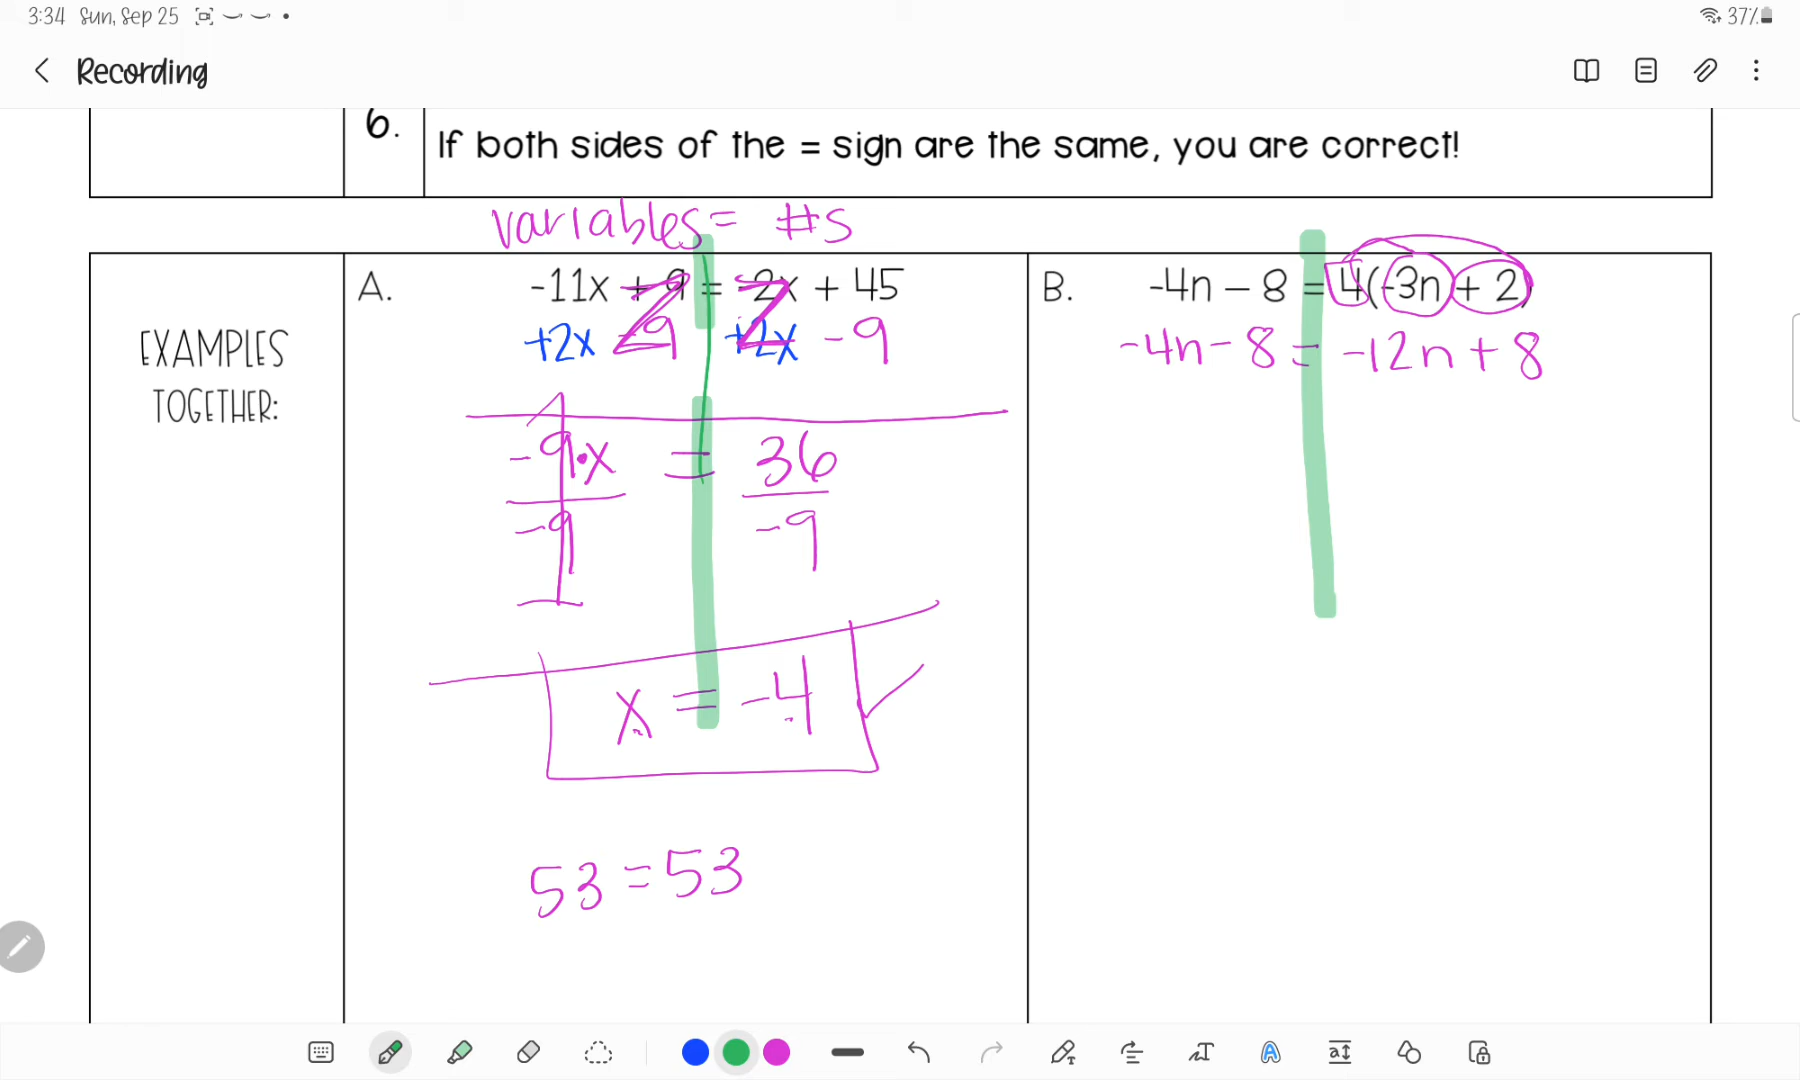 3:34 Sun, Sep 25
37%
Recording
6.
If both sides of the = sign are the same, you are correct!
variables = #s
EXAMPLES
TOGETHER:
A.
-11x + 9 = -2x + 45
+2x -9 +2x -9
-9•x = 36
-9 -9
x = -4
53 = 53
B.
-4n – 8 = 4(-3n + 2)
-4n - 8 = -12n + 8